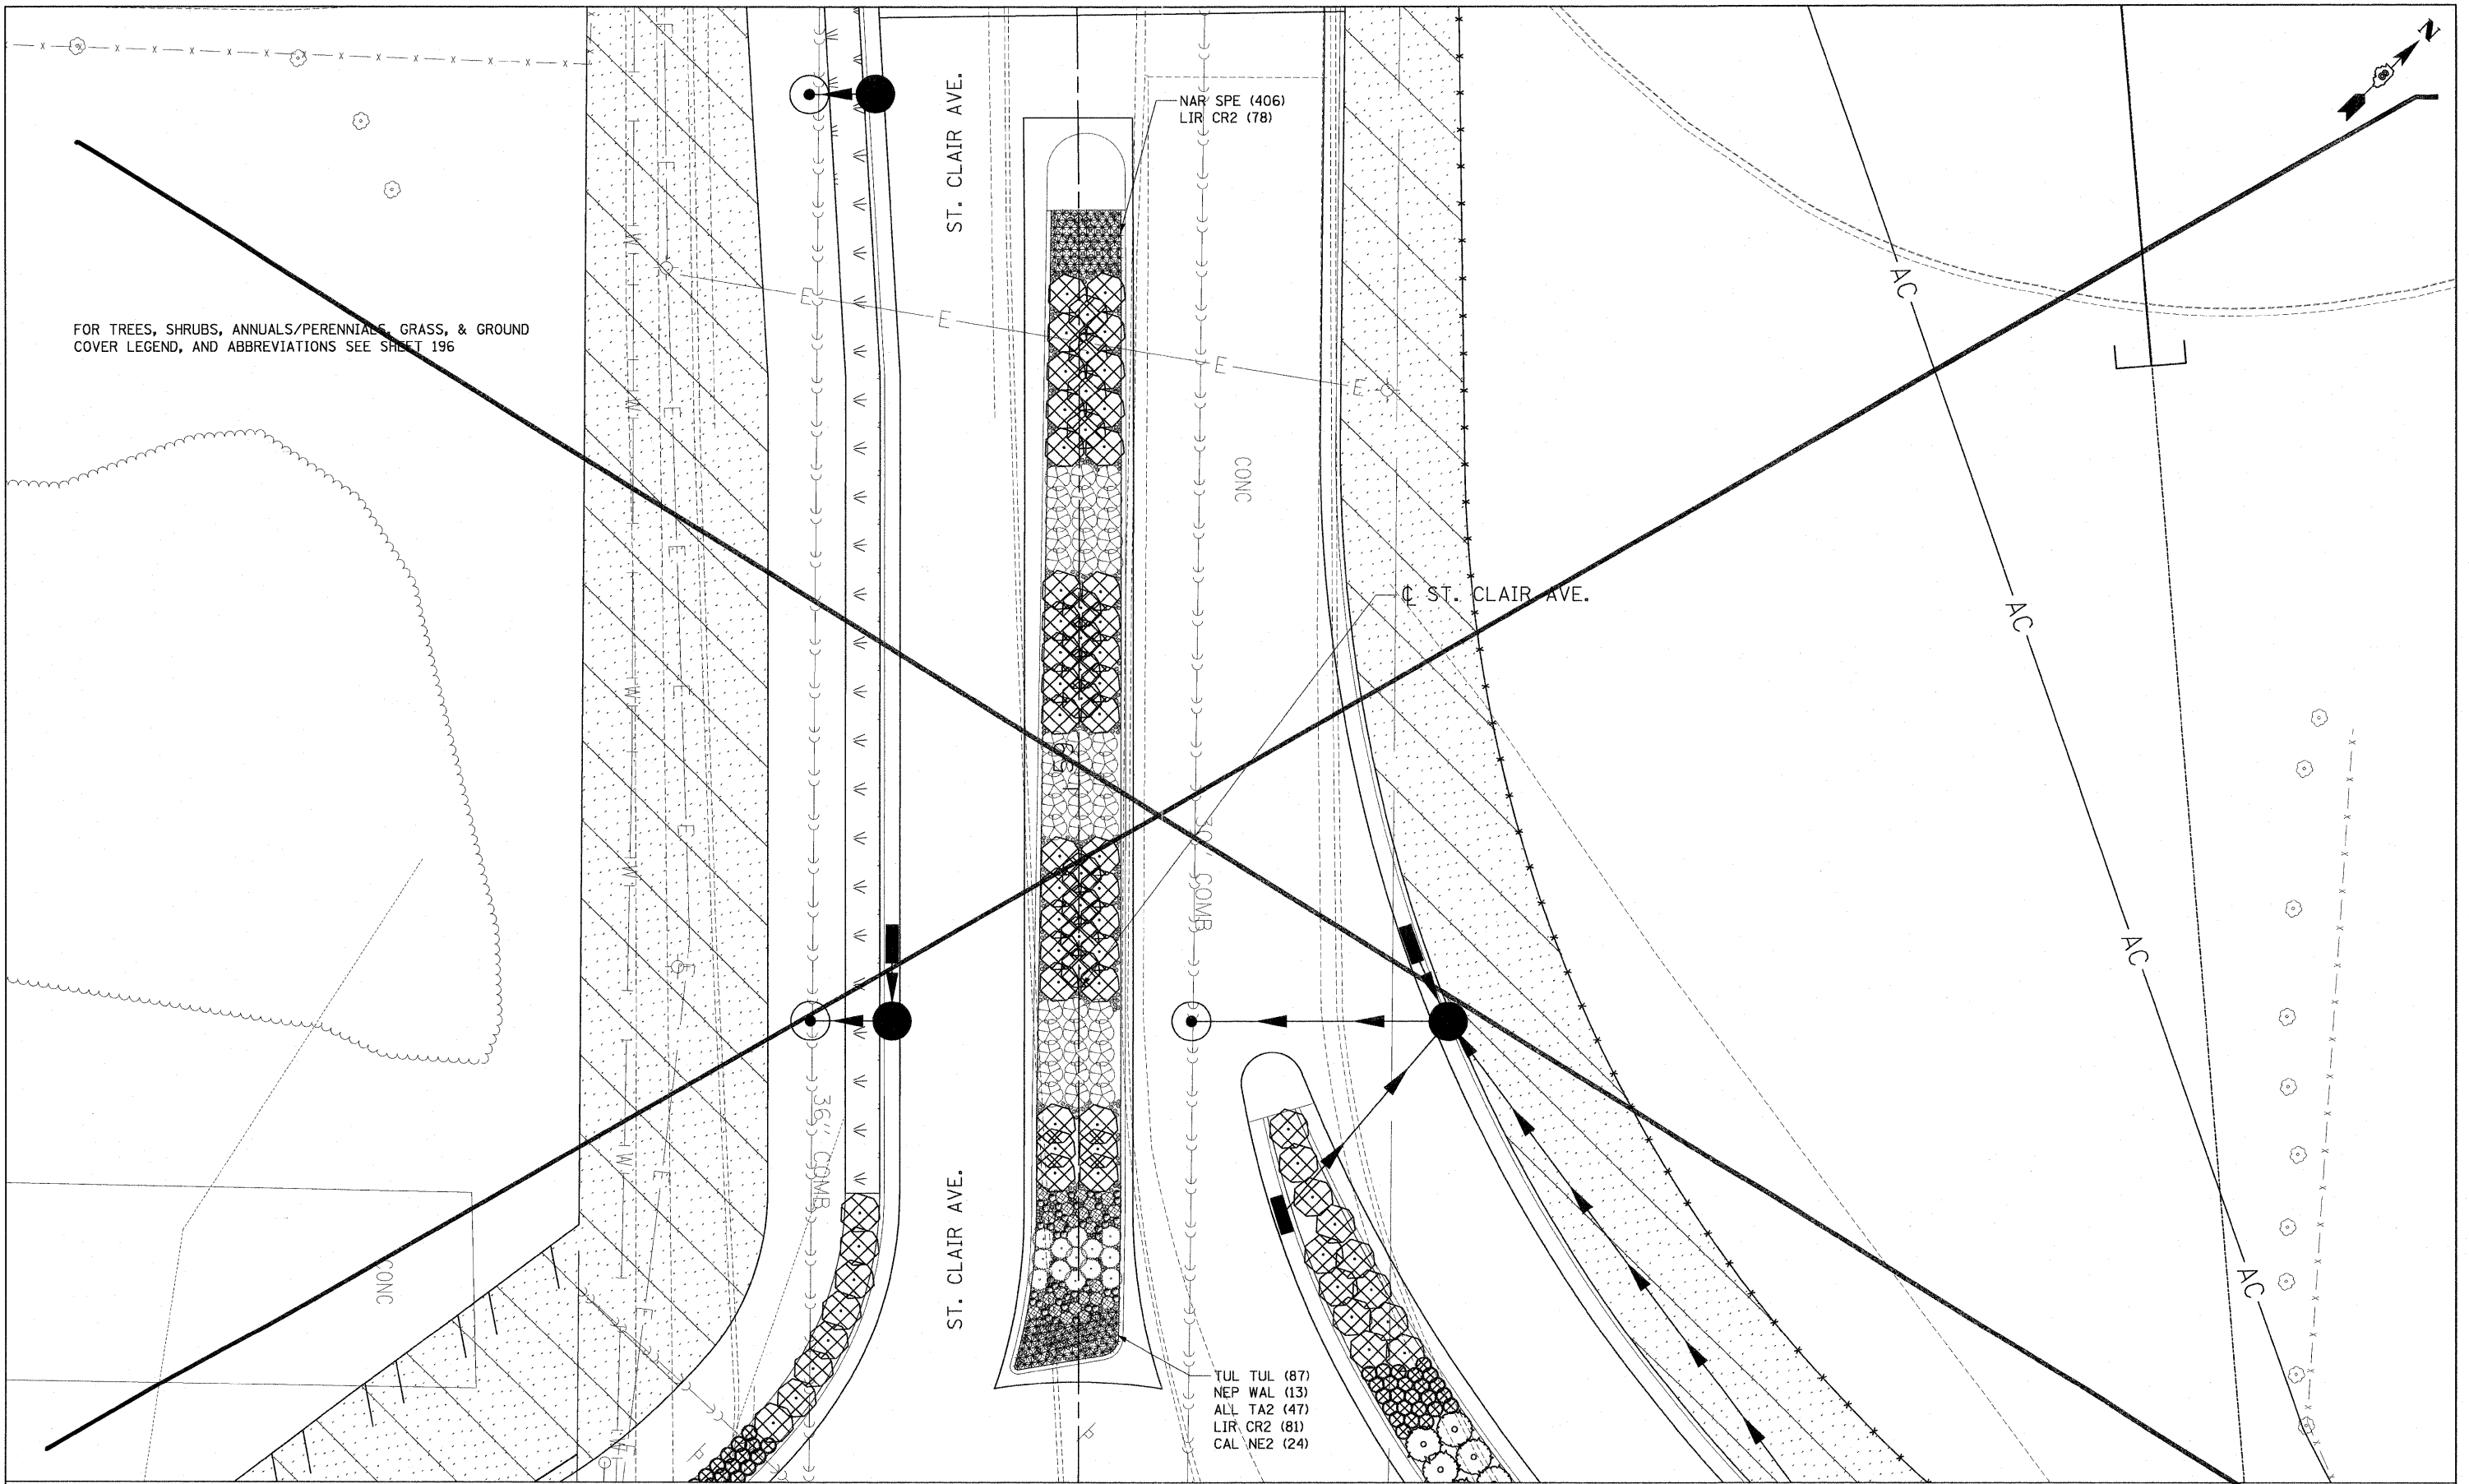 N
ST. CLAIR AVE.
NAR SPE (406)
LIR CR2 (78)
E
E
E
E
E
W
W
AC
FOR TREES, SHRUBS, ANNUALS/PERENNIALS, GRASS, & GROUND
COVER LEGEND, AND ABBREVIATIONS SEE SHEET 196
E
CONC
E
℄ ST. CLAIR AVE.
AC
W
E
59
E
W
30" COMB
AC
36" COMB
W
E
ST. CLAIR AVE.
CONC
E
AC
TUL TUL (87)
NEP WAL (13)
ALL TA2 (47)
LIR CR2 (81)
CAL NE2 (24)